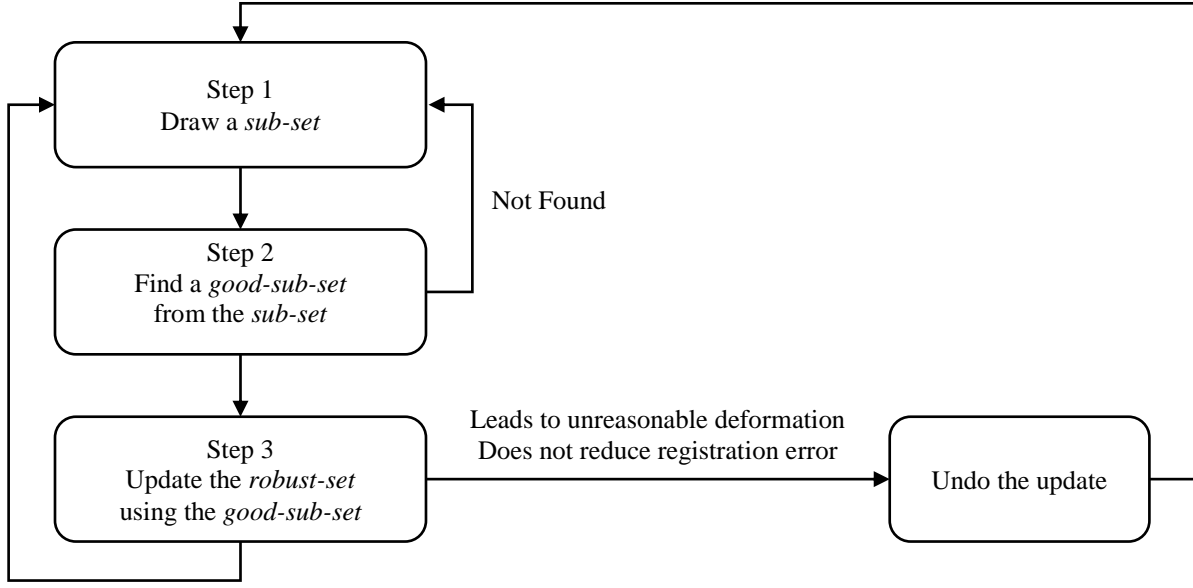 Step 1
Draw a sub-set
Not Found
Step 2
Find a good-sub-set
from the sub-set
Step 3
Update the robust-set
using the good-sub-set
Leads to unreasonable deformation
Does not reduce registration error
Undo the update